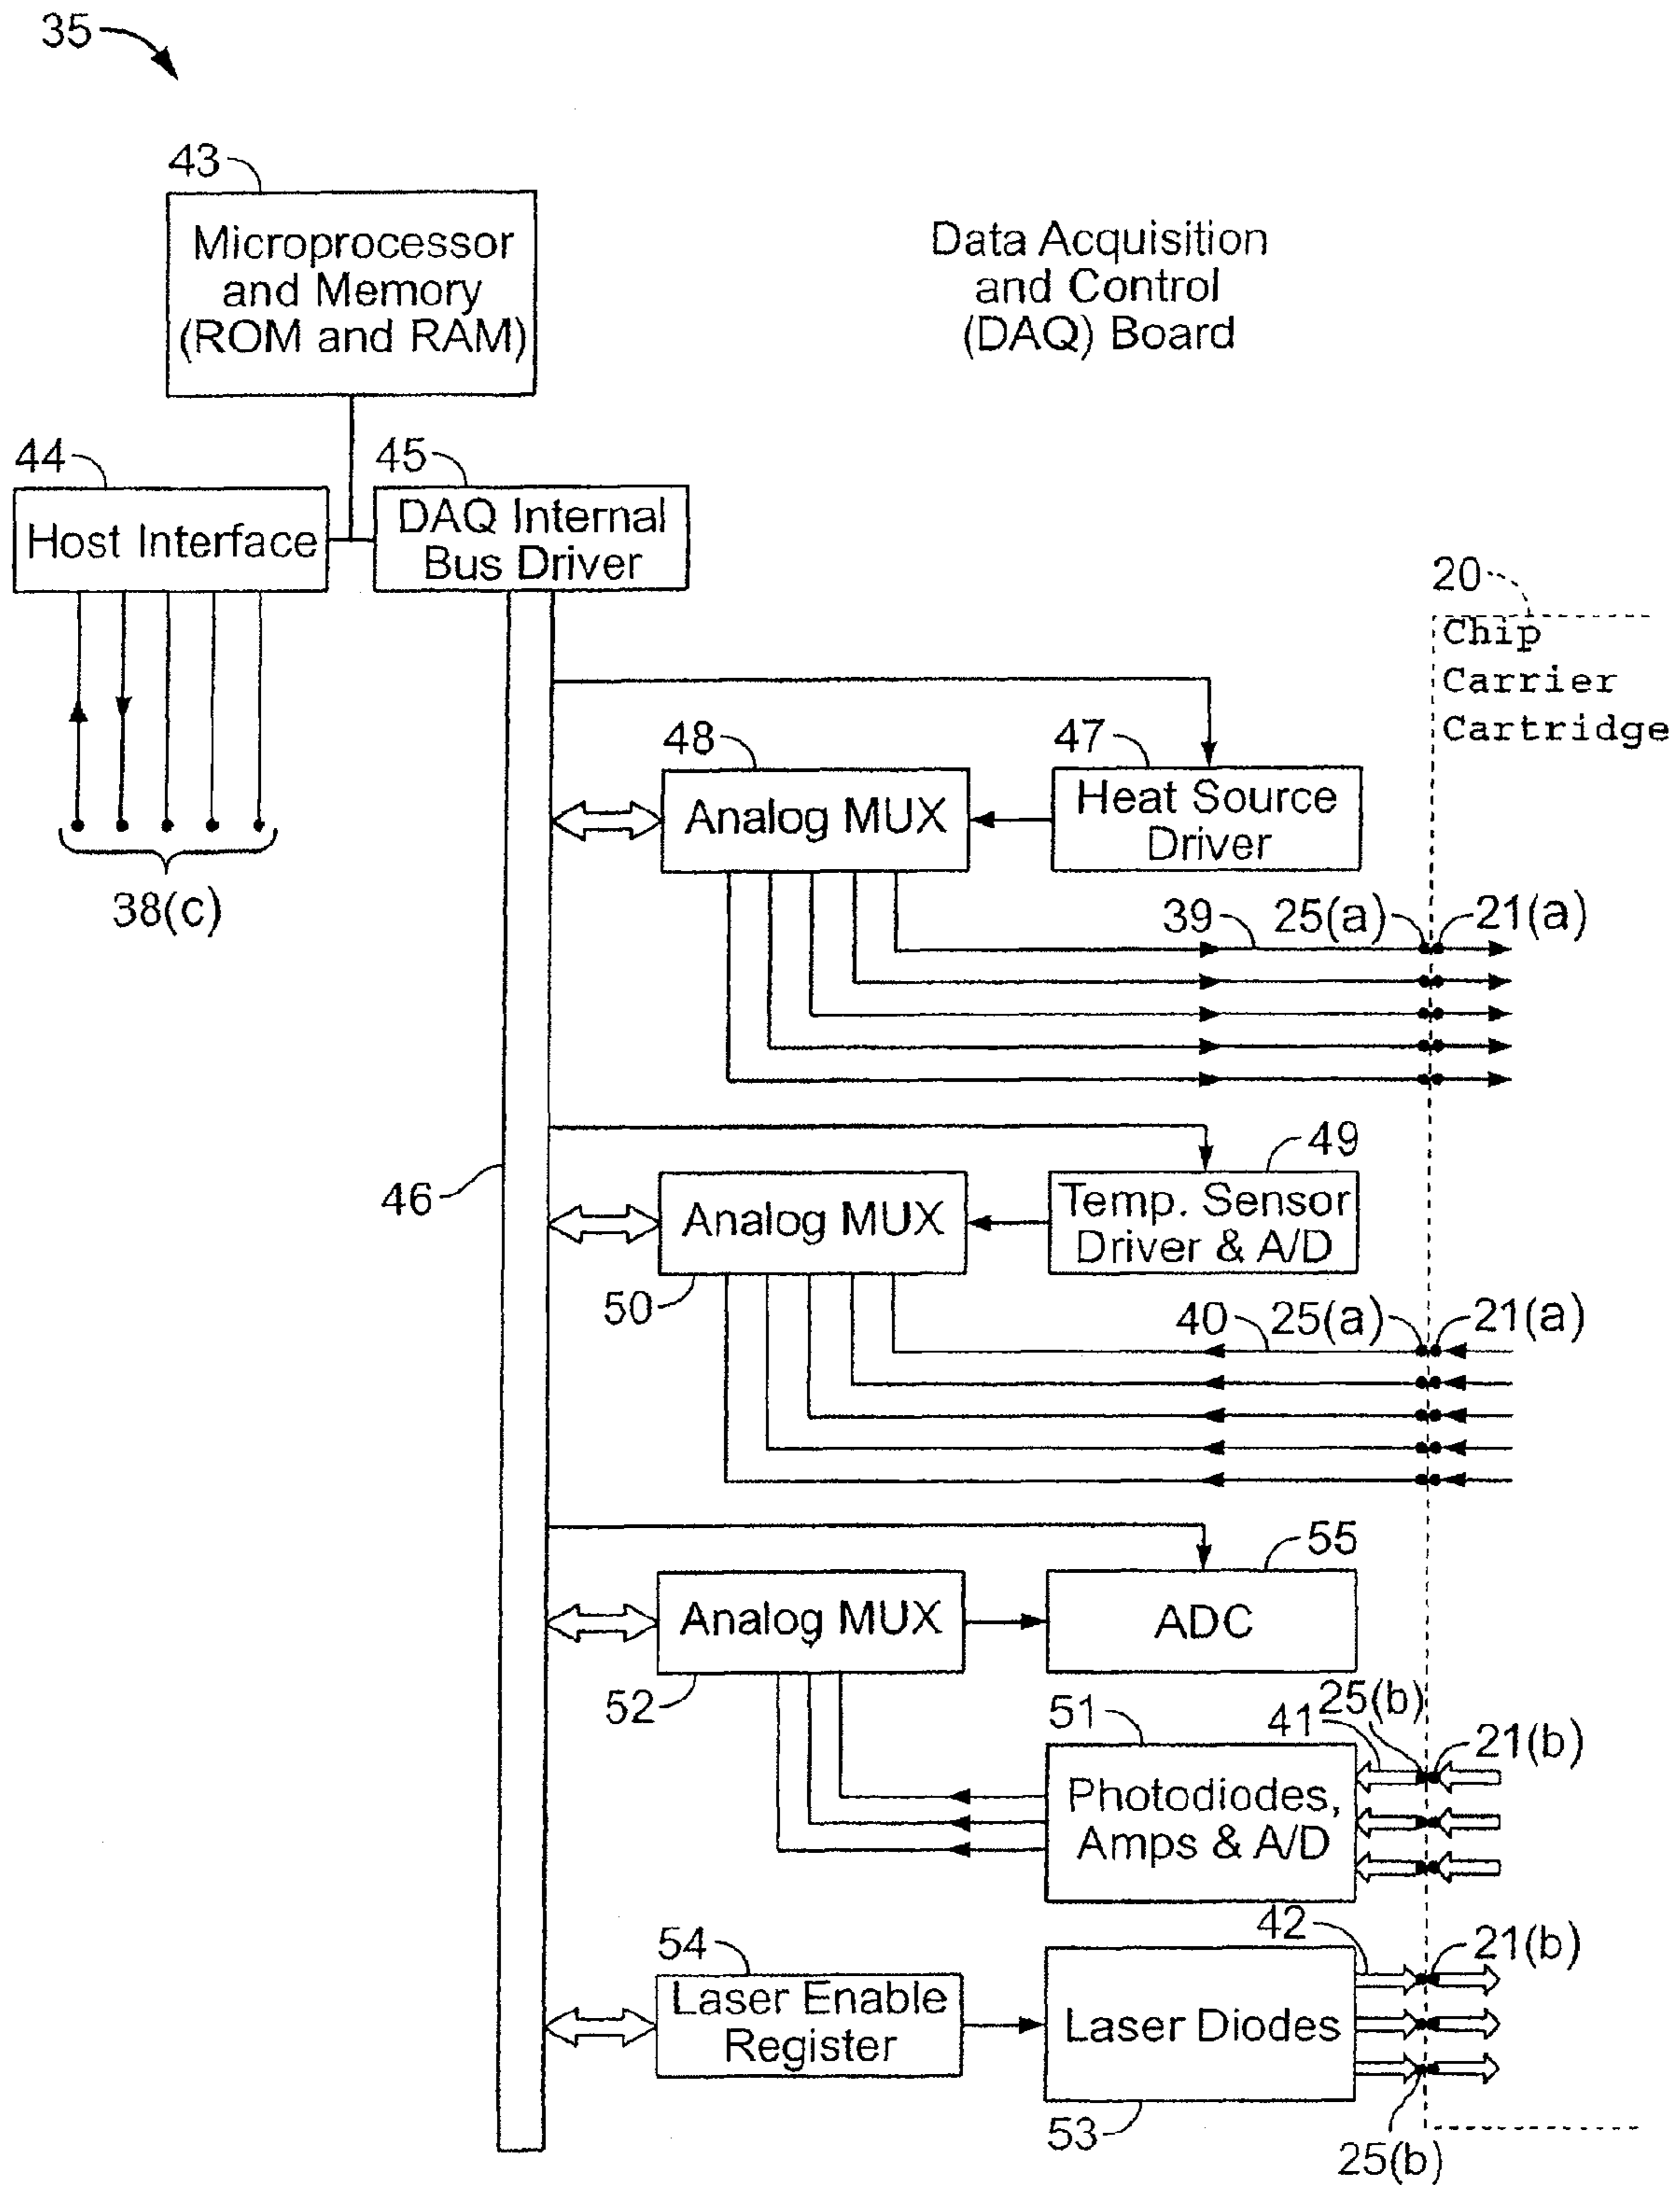 35
43
Microprocessor
and Memory
(ROM and RAM)
Data Acquisition
and Control
(DAQ) Board
44
Host Interface
45
DAQ Internal
Bus Driver
38(c)
20
Chip
Carrier
Cartridge
48
Analog MUX
47
Heat Source
Driver
39
25(a)
21(a)
46
49
Analog MUX
Temp. Sensor
Driver & A/D
50
40
25(a)
21(a)
55
Analog MUX
ADC
52
51
41
25(b)
21(b)
Photodiodes,
Amps & A/D
42
21(b)
54
Laser Enable
Register
Laser Diodes
53
25(b)